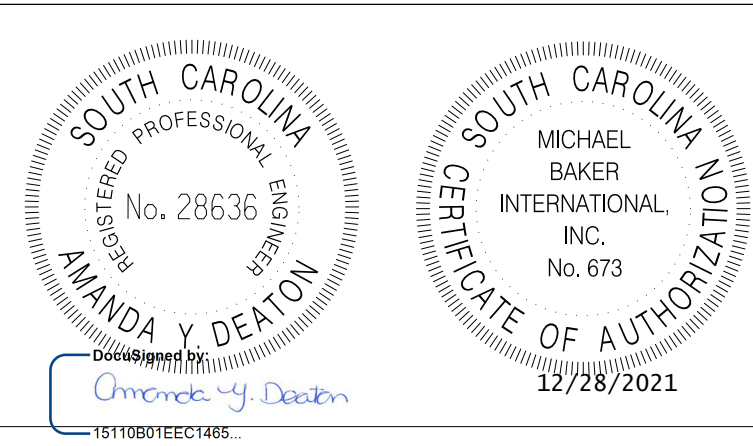 SOUTH CAROLINA
REGISTERED PROFESSIONAL ENGINEER
No. 28636
AMANDA Y. DEATON
DocuSigned by:
Amanda Y. Deaton
15110B01EEC1465...
SOUTH CAROLINA
MICHAEL
BAKER
INTERNATIONAL,
INC.
No. 673
CERTIFICATE OF AUTHORIZATION
12/28/2021